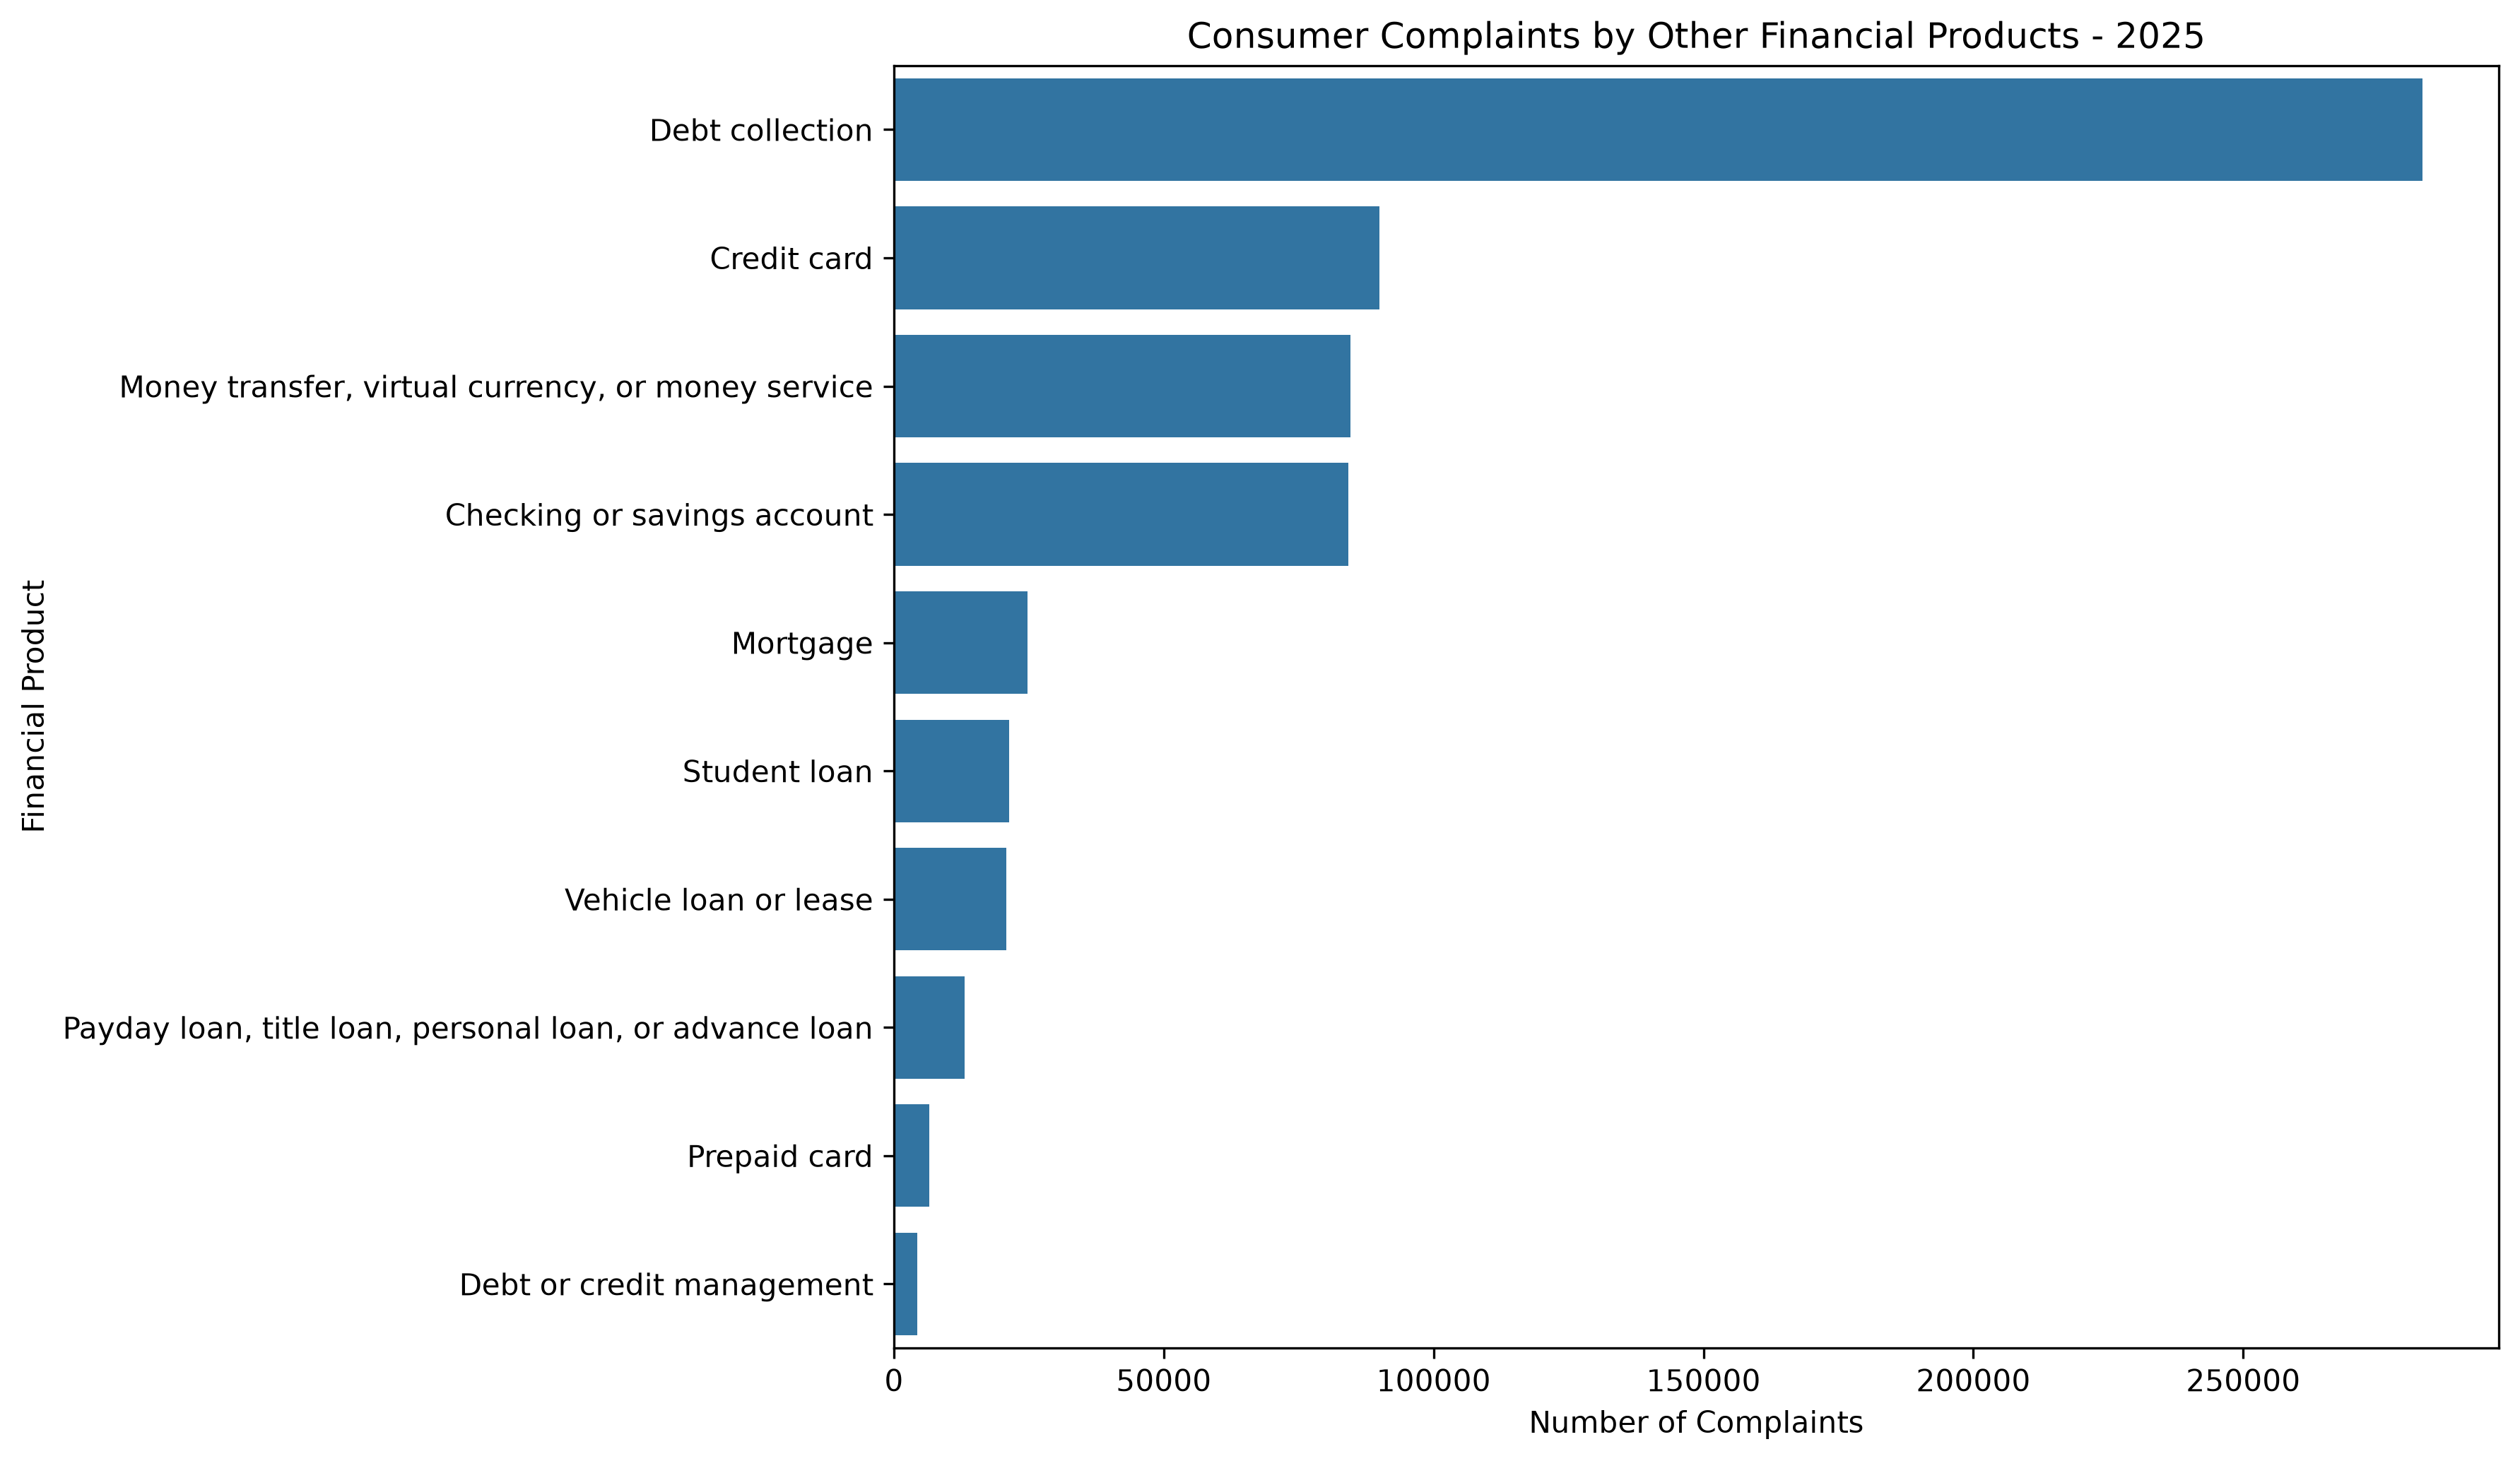 Consumer Complaints by Other Financial Products - 2025
Financial Product
Debt collection
Credit card
Money transfer, virtual currency, or money service
Checking or savings account
Mortgage
Student loan
Vehicle loan or lease
Payday loan, title loan, personal loan, or advance loan
Prepaid card
Debt or credit management
0 50000 100000 150000 200000 250000
Number of Complaints